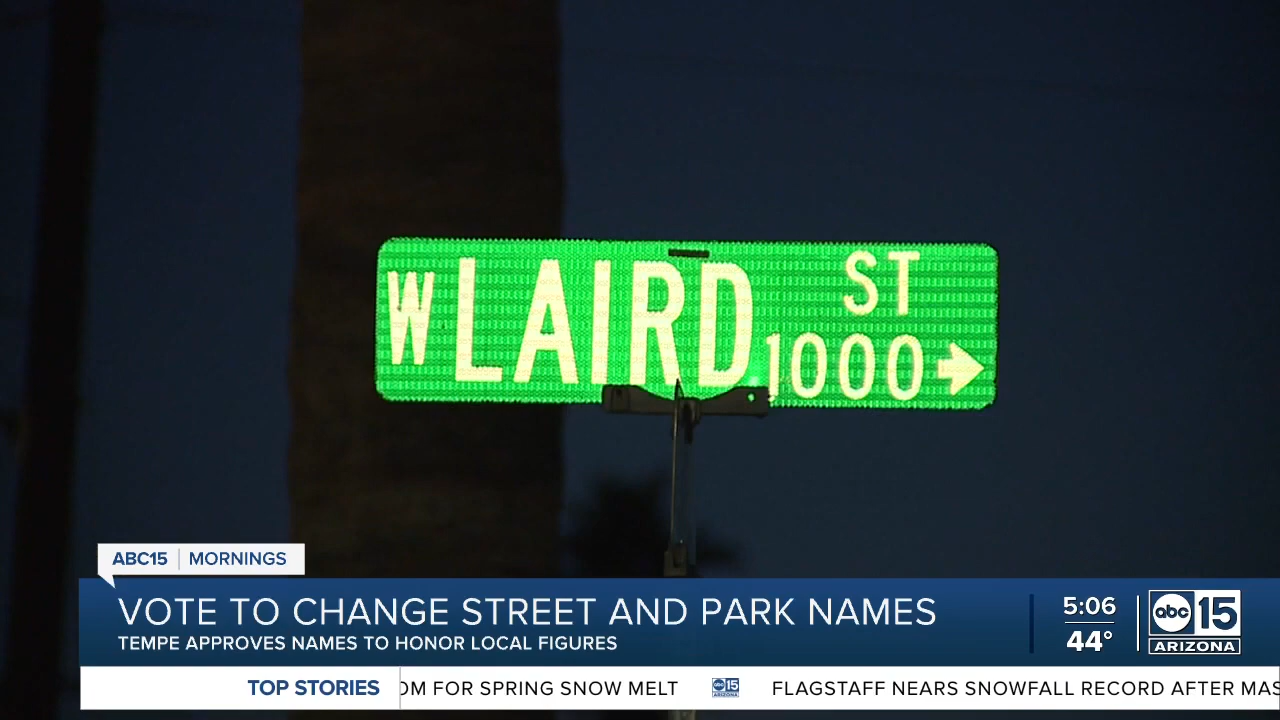 W LAIRD ST
1000
ABC15 | MORNINGS
VOTE TO CHANGE STREET AND PARK NAMES
TEMPE APPROVES NAMES TO HONOR LOCAL FIGURES
5:06
44°
abc 15
ARIZONA
TOP STORIES
FOR SPRING SNOW MELT
abc 15
ARIZONA
FLAGSTAFF NEARS SNOWFALL RECORD AFTER